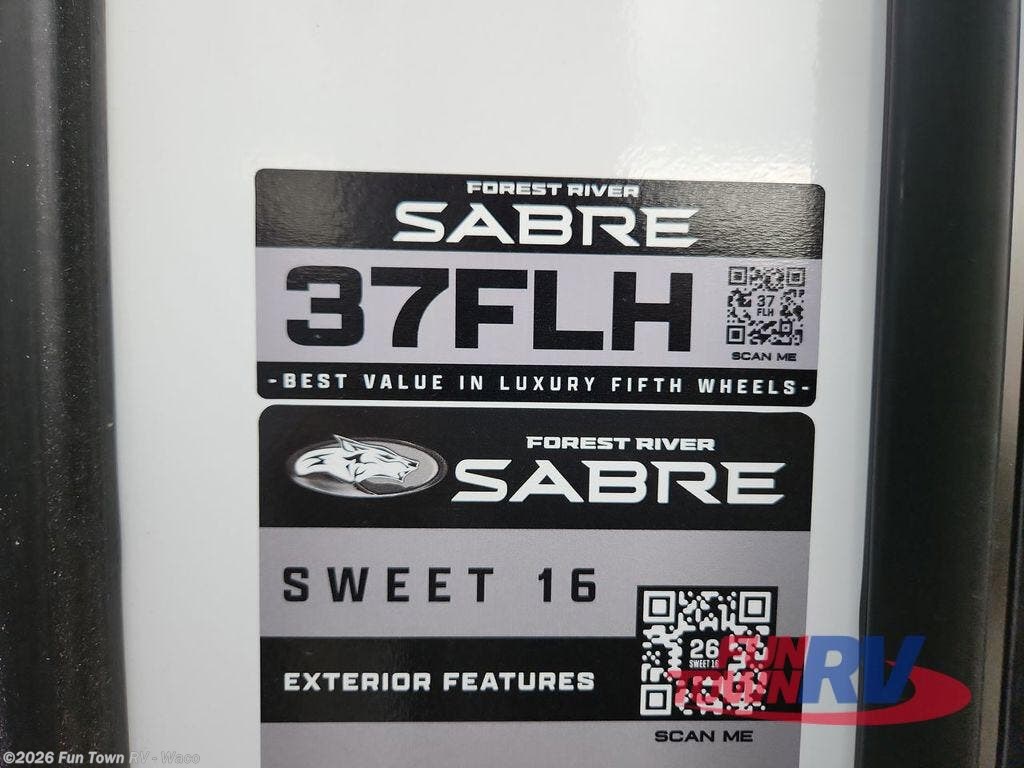 FOREST RIVER
SABRE
37FLH
37
FLH
SCAN ME
-BEST VALUE IN LUXURY FIFTH WHEELS-
FOREST RIVER
SABRE
SWEET 16
26
SWEET 16
EXTERIOR FEATURES
SCAN ME
FUN TOWN RV
©2026 Fun Town RV - Waco